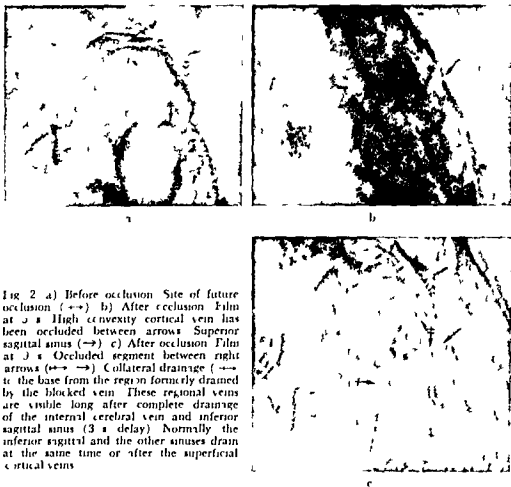 a
b
Fig 2 a) Before occlusion Site of future
occlusion (↔) b) After occlusion Film
at s High convexity cortical vein has
been occluded between arrows Superior
sagittal sinus (→) c) After occlusion Film
at s Occluded segment between right
arrows (↦ →) Collateral drainage (↔
to the base from the region formerly drained
by the blocked vein These regional veins
are visible long after complete drainage
of the internal cerebral vein and inferior
sagittal sinus (3 s delay) Normally the
inferior sagittal and the other sinuses drain
at the same time or after the superficial
cortical veins
c